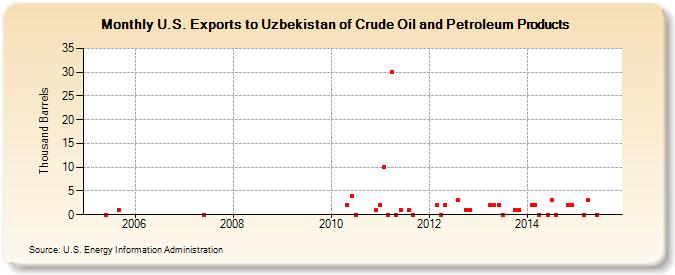 Monthly U.S. Exports to Uzbekistan of Crude Oil and Petroleum Products
Thousand Barrels
35
30
25
20
15
10
5
0
2006 2008 2010 2012 2014
Source: U.S. Energy Information Administration